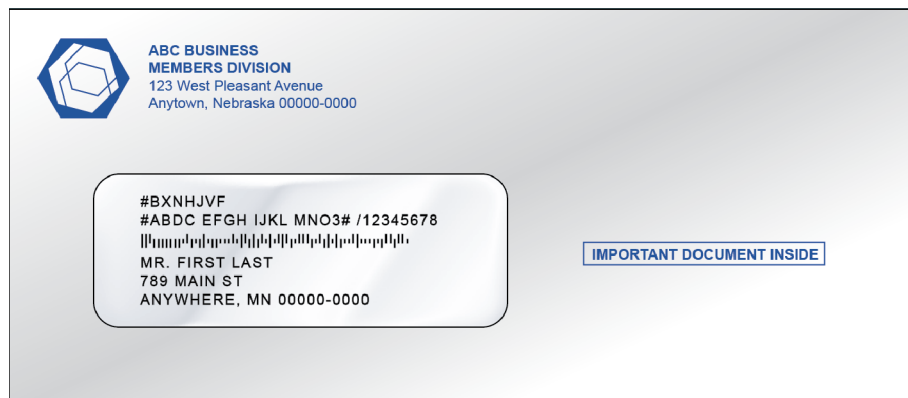 ABC BUSINESS
MEMBERS DIVISION
123 West Pleasant Avenue
Anytown, Nebraska 00000-0000
#BXNHJVF
#ABDC EFGH IJKL MNO3# /12345678
MR. FIRST LAST
789 MAIN ST
ANYWHERE, MN 00000-0000
IMPORTANT DOCUMENT INSIDE